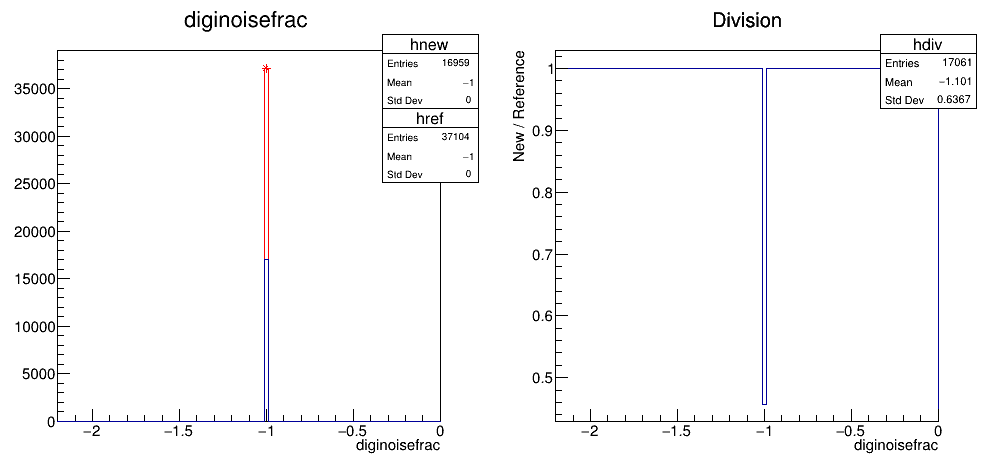 diginoisefrac
hnew
Entries 16959
Mean −1
Std Dev 0
href
Entries 37104
Mean −1
Std Dev 0
35000
30000
25000
20000
15000
10000
5000
0
−2 −1.5 −1 −0.5 0
diginoisefrac
Division
hdiv
Entries 17061
Mean −1.101
Std Dev 0.6367
New / Reference
1
0.9
0.8
0.7
0.6
0.5
−2 −1.5 −1 −0.5 0
diginoisefrac